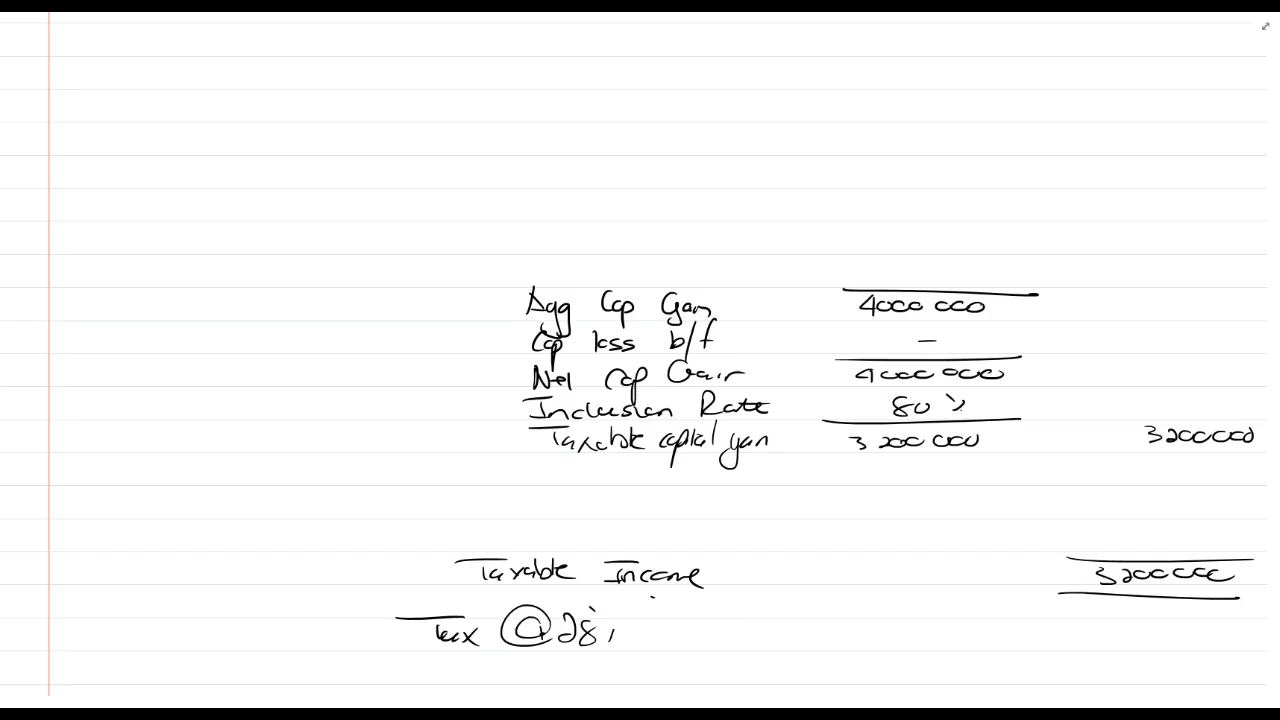 Agg Cap Gain 4000 000
Cap loss b/f -
Net Cap Gain 4000 000
Inclusion Rate 80%
Taxable capital gain 3 200 000 3200000
Taxable Income 3200000
Tax @ 28